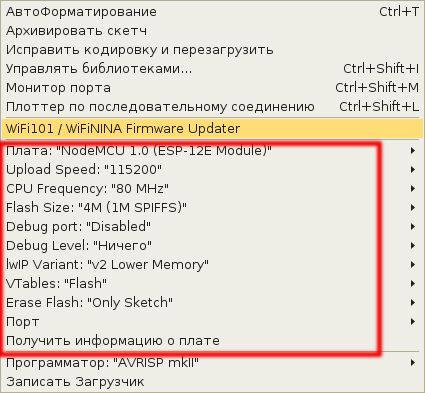 АвтоФорматирование Ctrl+T
Архивировать скетч
Исправить кодировку и перезагрузить
Управлять библиотеками... Ctrl+Shift+I
Монитор порта Ctrl+Shift+M
Плоттер по последовательному соединению Ctrl+Shift+L
WiFi101 / WiFiNINA Firmware Updater
Плата: "NodeMCU 1.0 (ESP-12E Module)"
Upload Speed: "115200"
CPU Frequency: "80 MHz"
Flash Size: "4M (1M SPIFFS)"
Debug port: "Disabled"
Debug Level: "Ничего"
lwIP Variant: "v2 Lower Memory"
VTables: "Flash"
Erase Flash: "Only Sketch"
Порт
Получить информацию о плате
Программатор: "AVRISP mkII"
Записать Загрузчик